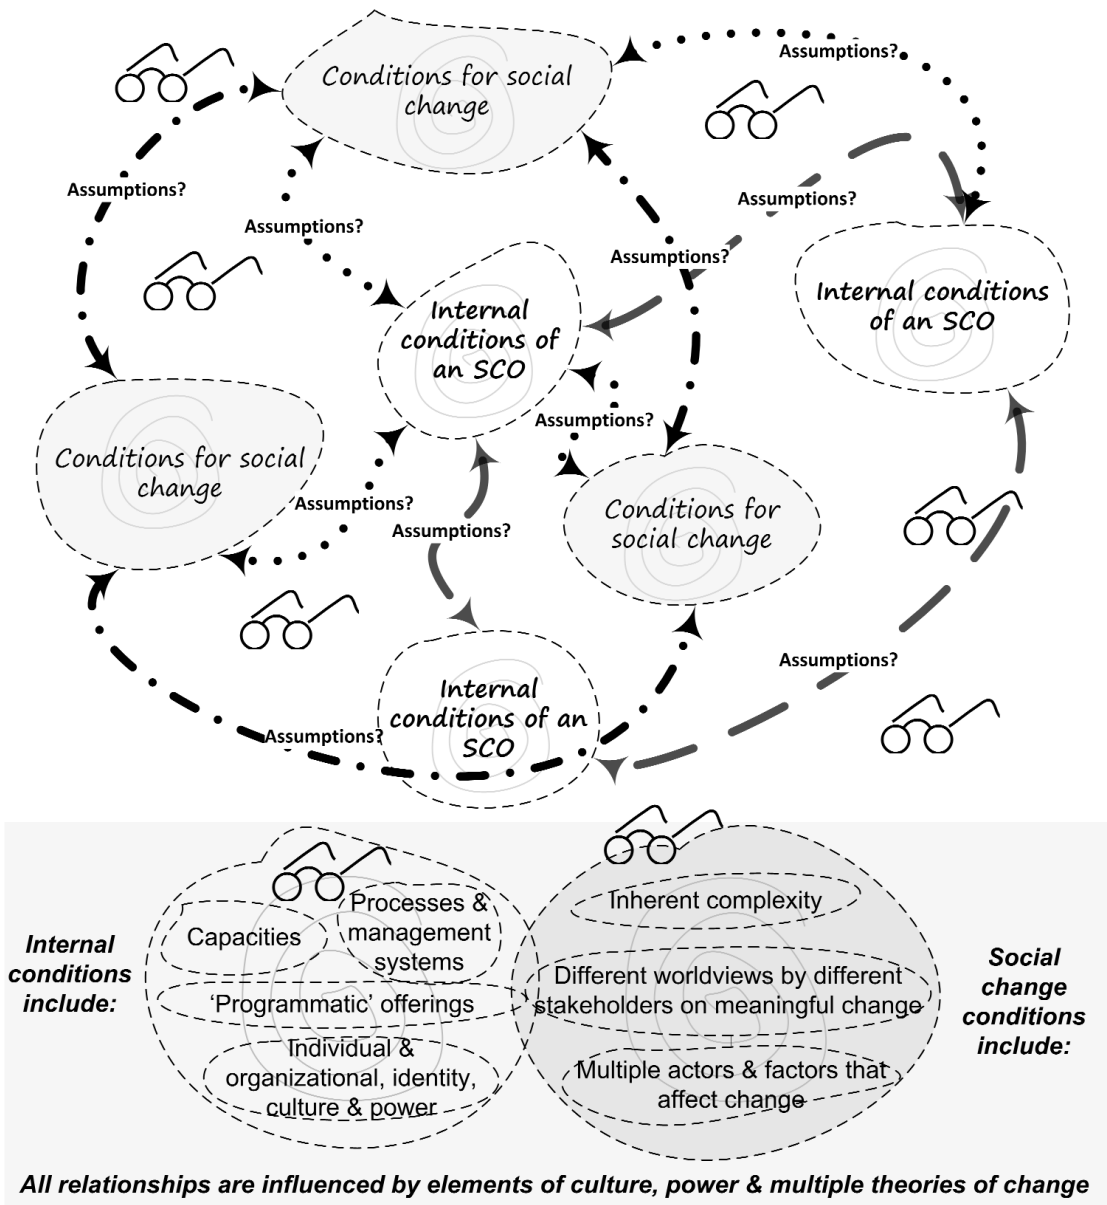 Conditions for social
change
Assumptions?
Assumptions?
Assumptions?
Assumptions?
Assumptions?
Internal conditions
of an SCO
Internal
conditions of
an SCO
Assumptions?
Conditions for social
change
Assumptions?
Assumptions?
Conditions for
social change
Assumptions?
Internal
conditions of an
SCO
Assumptions?
Internal
conditions
include:
Capacities
Processes &
management
systems
'Programmatic' offerings
Individual &
organizational, identity,
culture & power
Inherent complexity
Different worldviews by different
stakeholders on meaningful change
Multiple actors & factors that
affect change
Social
change
conditions
include:
All relationships are influenced by elements of culture, power & multiple theories of change